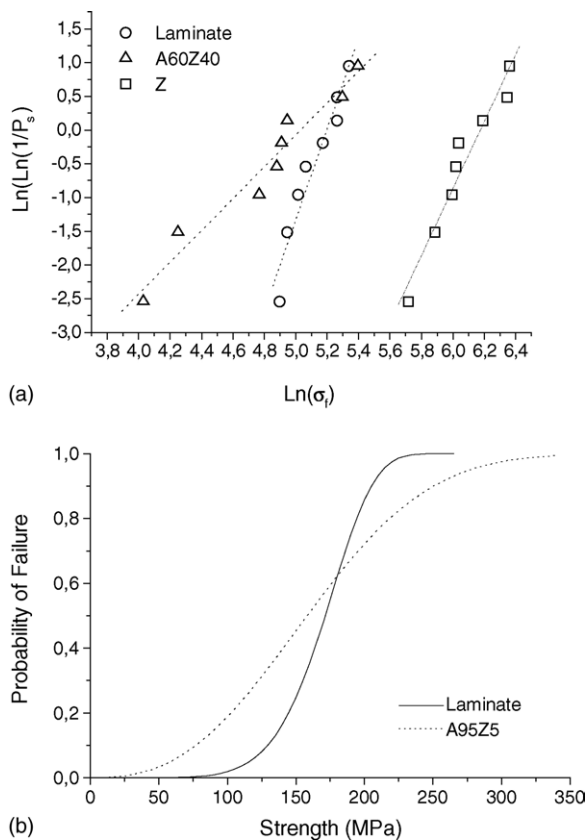 Laminate
A60Z40
Z
Ln(Ln(1/Pₛ)
1,0
0,5
0,0
-0,5
-1,0
-1,5
-2,0
-2,5
-3,0
3,8 4,0 4,2 4,4 4,6 4,8 5,0 5,2 5,4 5,6 5,8 6,0 6,2 6,4
(a)
Ln(σf)
1,0
0,8
0,6
0,4
0,2
0,0
Probability of Failure
Laminate
A95Z5
0 50 100 150 200 250 300 350
(b)
Strength (MPa)